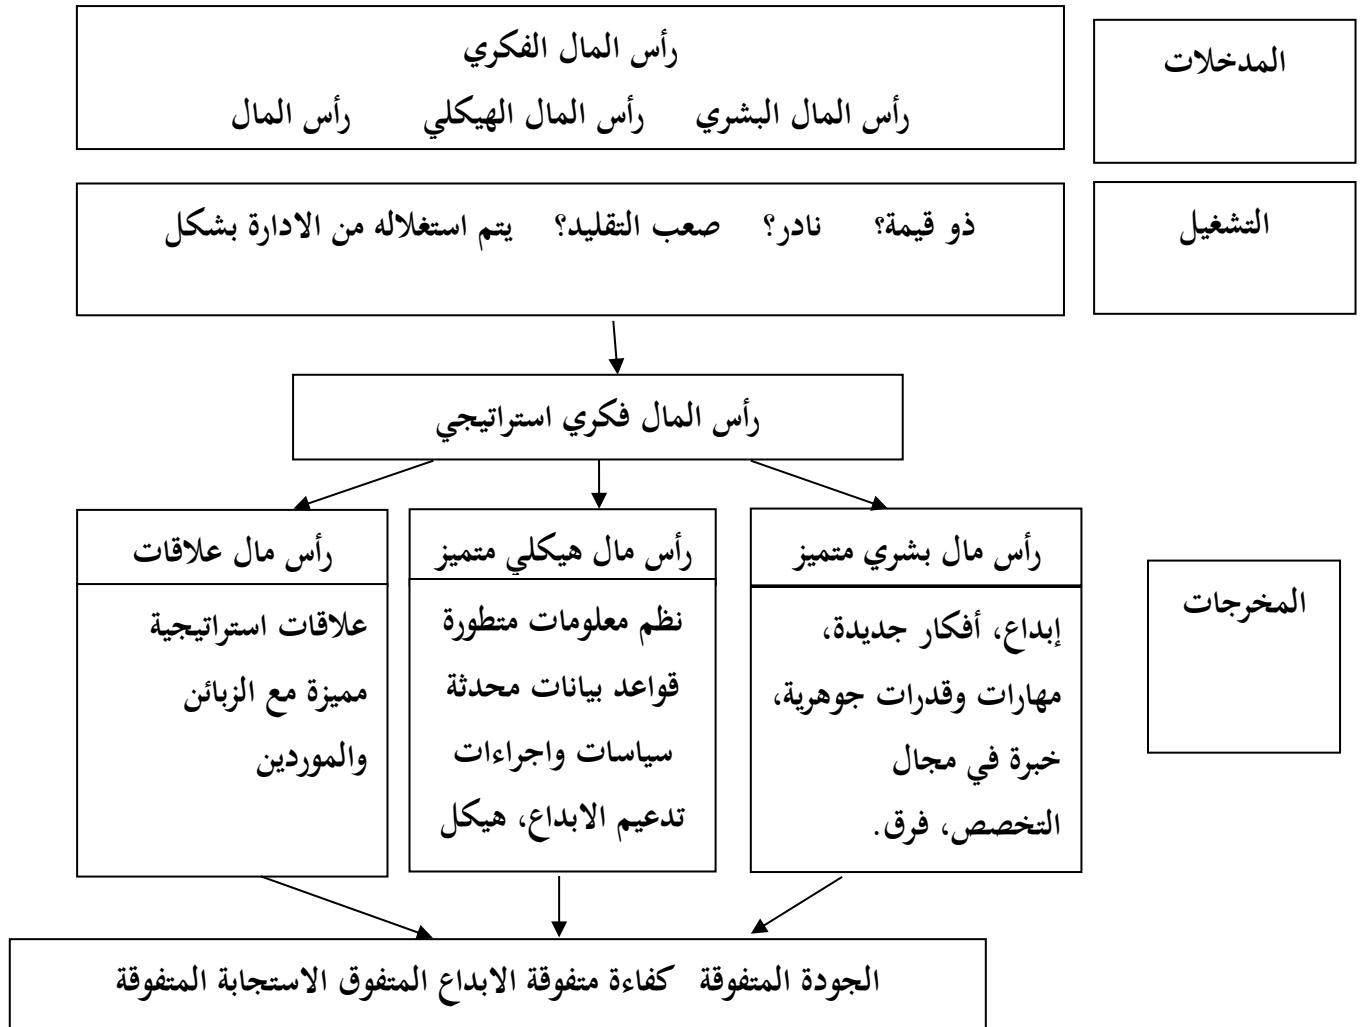 المدخلات
رأس المال الفكري
رأس المال البشري رأس المال الهيكلي رأس المال
التشغيل
ذو قيمة؟ نادر؟ صعب التقليد؟ يتم استغلاله من الادارة بشكل
رأس المال فكري استراتيجي
المخرجات
رأس مال بشري متميز
إبداع، أفكار جديدة،
مهارات وقدرات جوهرية،
خبرة في مجال
التخصص، فرق.
رأس مال هيكلي متميز
نظم معلومات متطورة
قواعد بيانات محدثة
سياسات واجراءات
تدعيم الابداع، هيكل
رأس مال علاقات
علاقات استراتيجية
مميزة مع الزبائن
والموردين
الجودة المتفوقة كفاءة متفوقة الابداع المتفوق الاستجابة المتفوقة